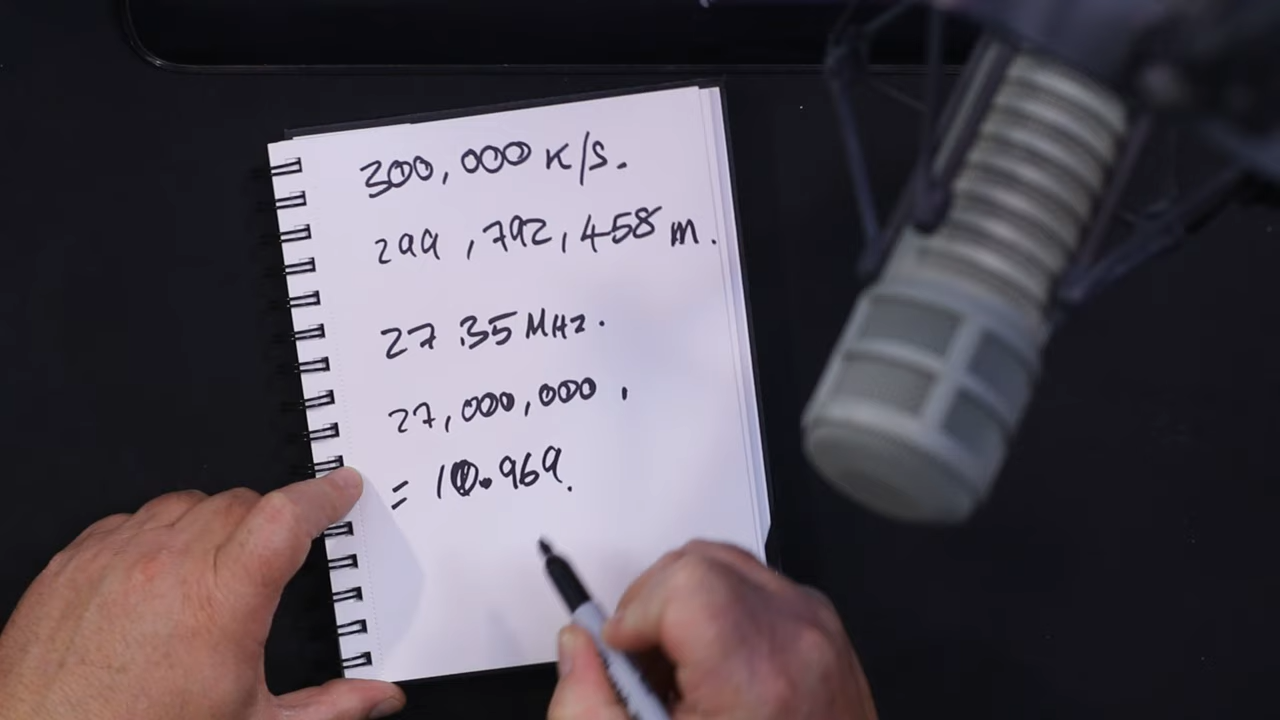 300,000 K/S.
299,792,458 m.
27.35 MHz.
27,000,000.
= 10.969.